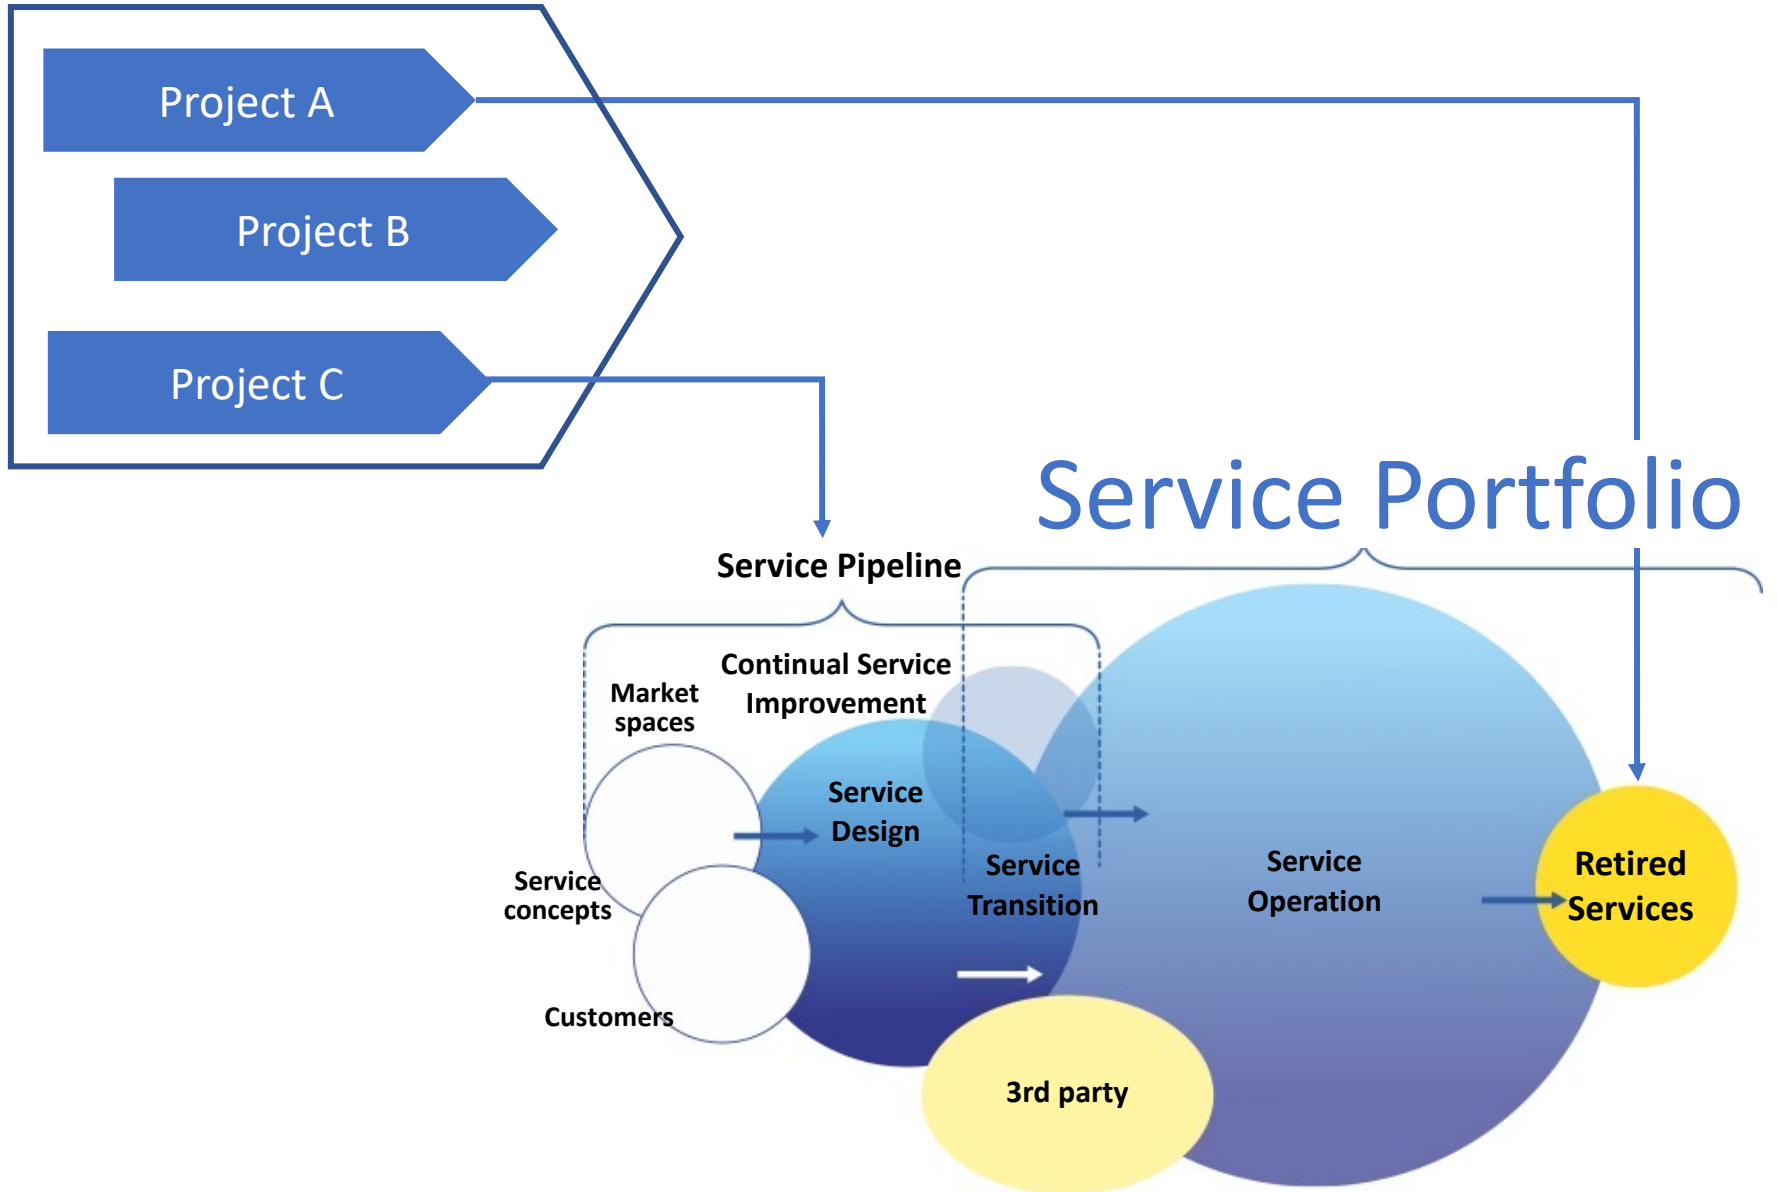 Project A
Project B
Project C
Service Portfolio
Service Pipeline
Continual Service
Improvement
Market
spaces
Service
Design
Service
concepts
Service
Transition
Service
Operation
Retired
Services
Customers
3rd party